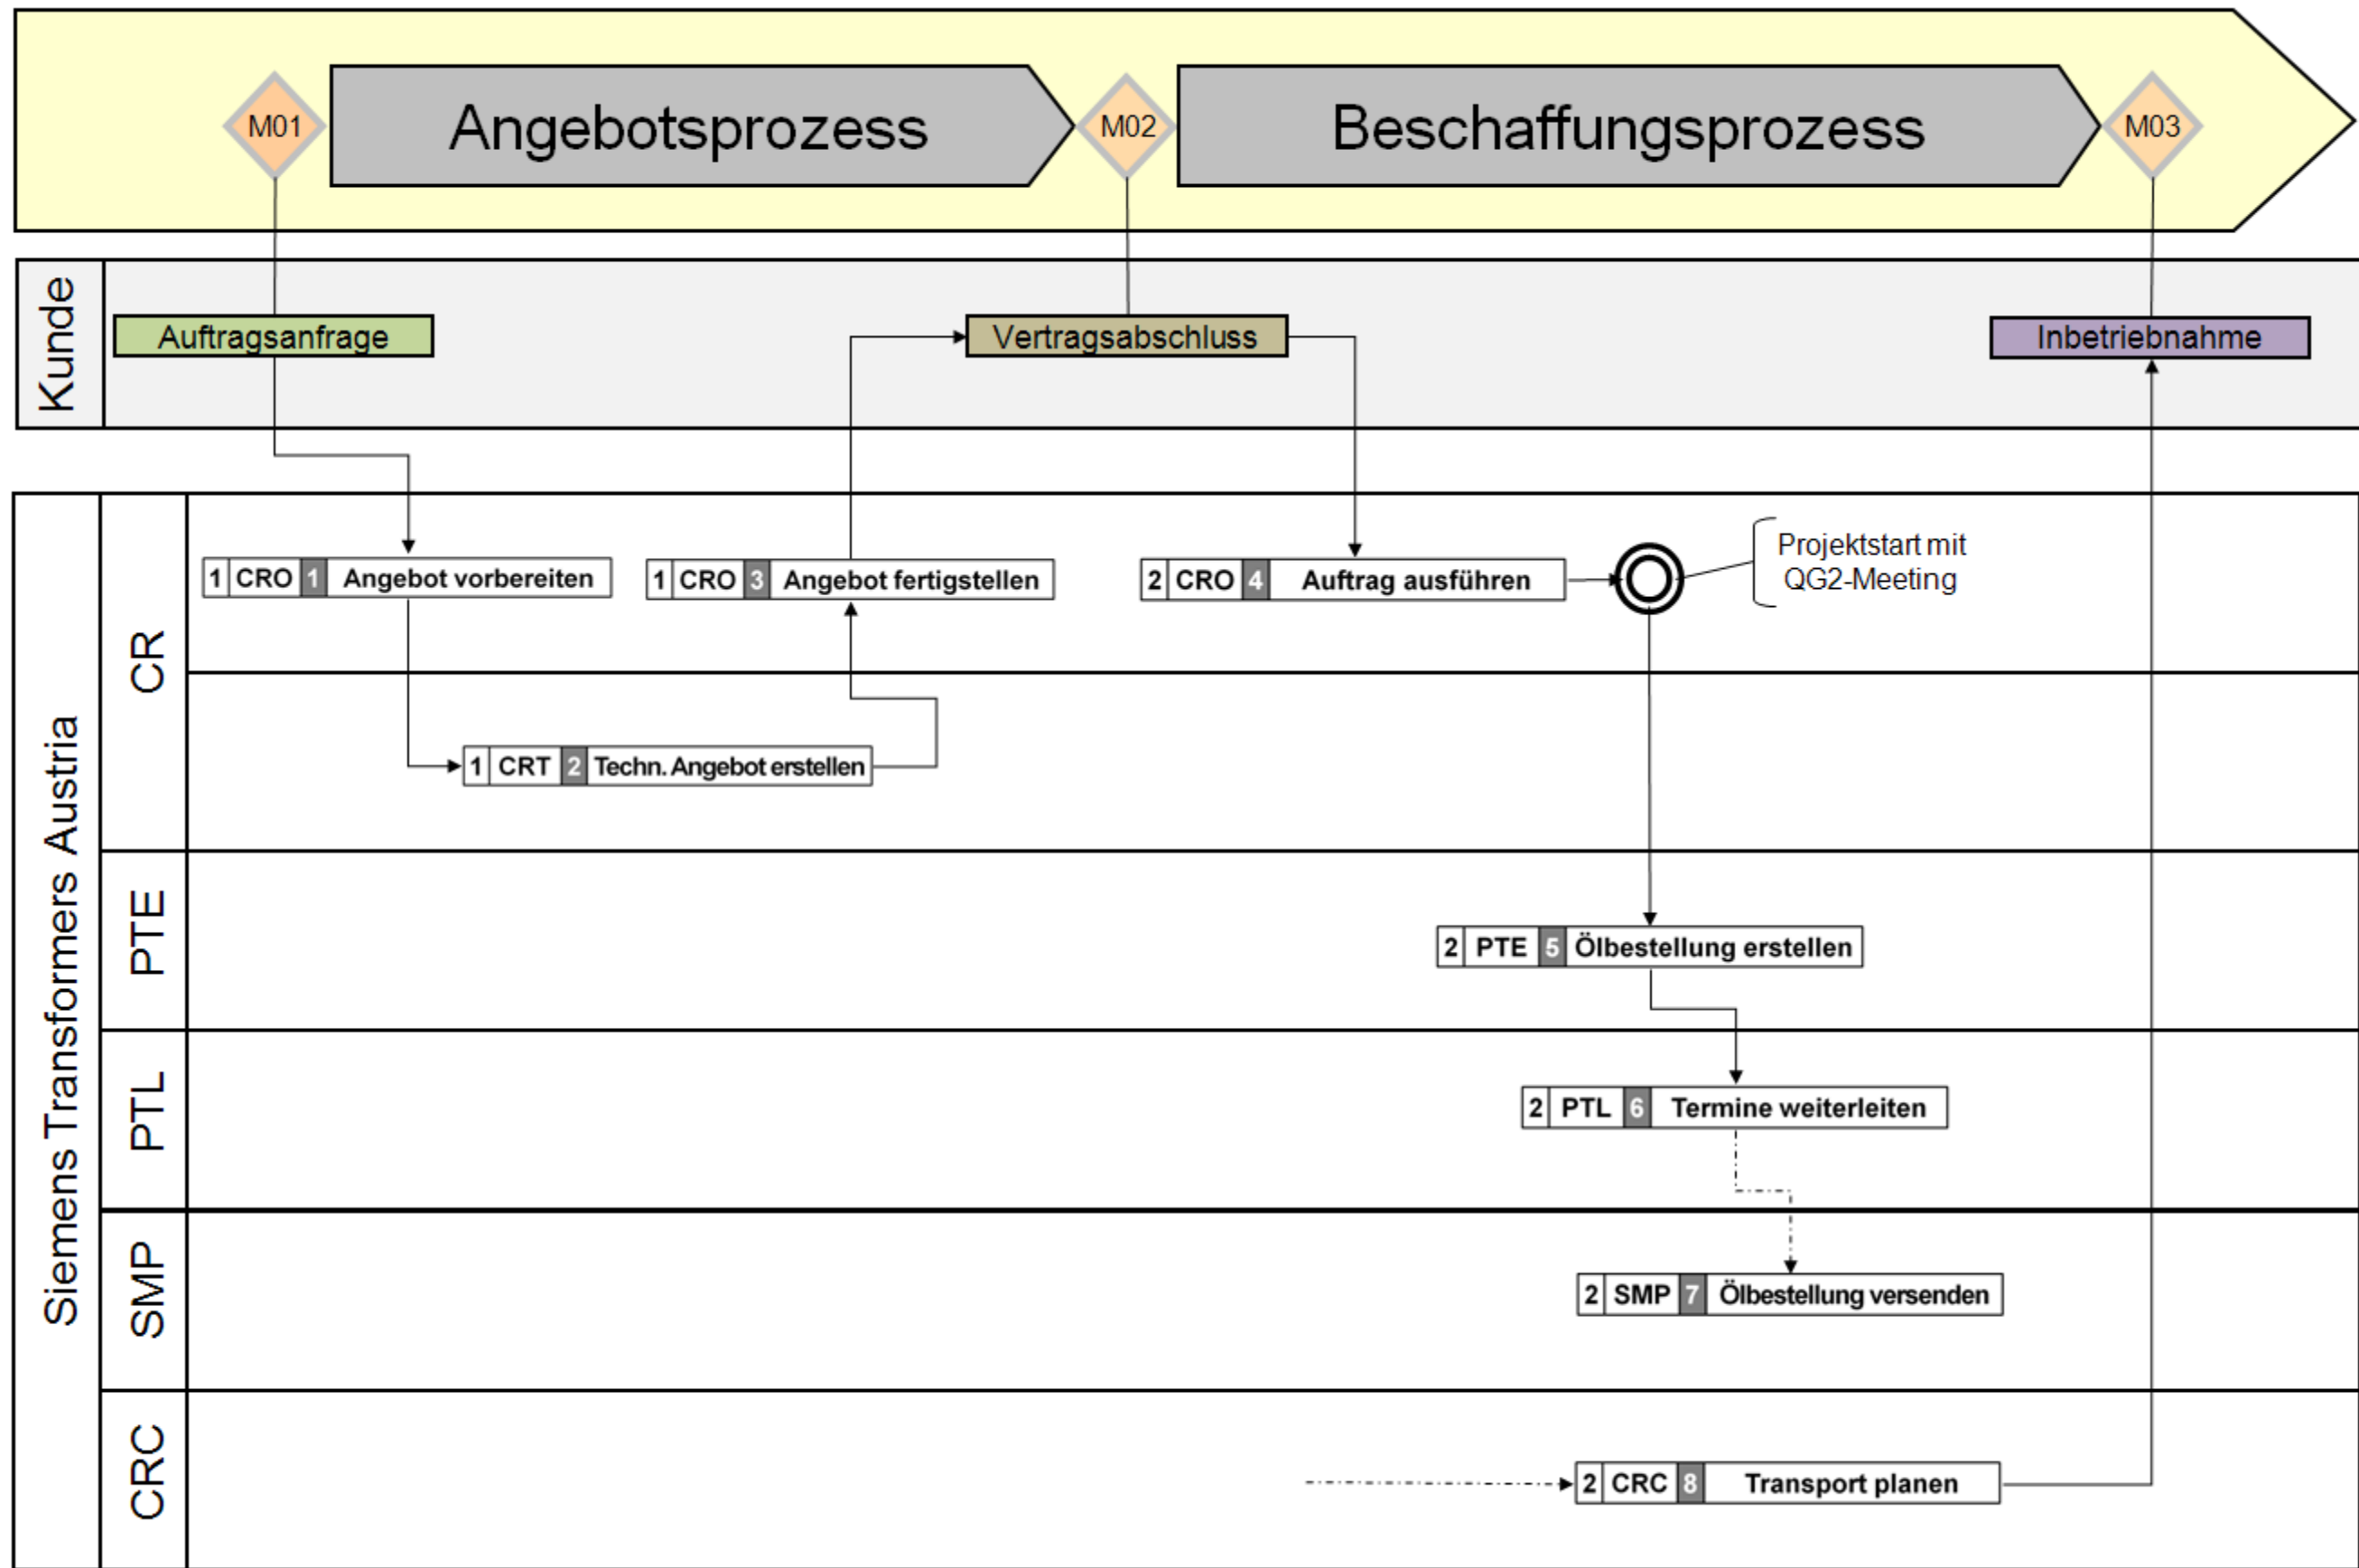 M01
Angebotsprozess
M02
Beschaffungsprozess
M03
Kunde
Auftragsanfrage
Vertragsabschluss
Inbetriebnahme
Siemens Transformers Austria
CR
1 CRO 1 Angebot vorbereiten
1 CRO 3 Angebot fertigstellen
2 CRO 4 Auftrag ausführen
Projektstart mit
QG2-Meeting
1 CRT 2 Techn. Angebot erstellen
PTE
2 PTE 5 Ölbestellung erstellen
PTL
2 PTL 6 Termine weiterleiten
SMP
2 SMP 7 Ölbestellung versenden
CRC
2 CRC 8 Transport planen